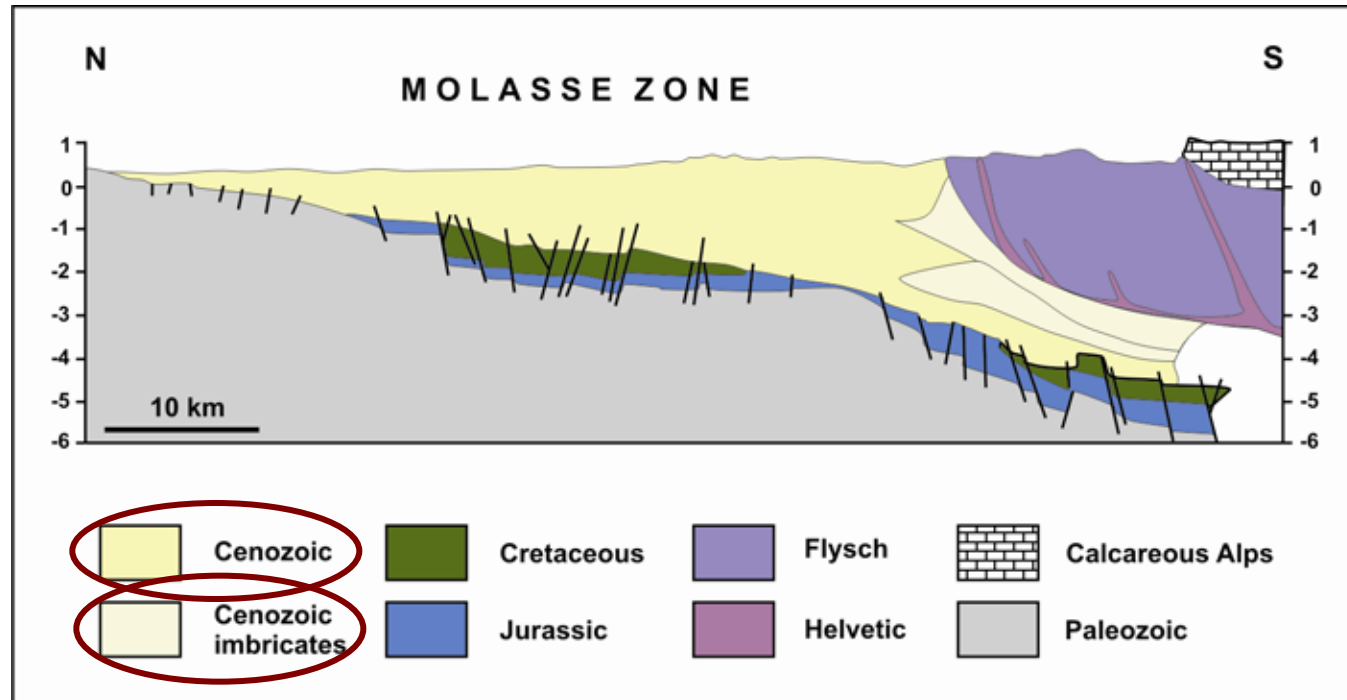 N
S
MOLASSE ZONE
1
0
-1
-2
-3
-4
-5
-6
1
0
-1
-2
-3
-4
-5
-6
10 km
Cenozoic
Cretaceous
Flysch
Calcareous Alps
Cenozoic
imbricates
Jurassic
Helvetic
Paleozoic